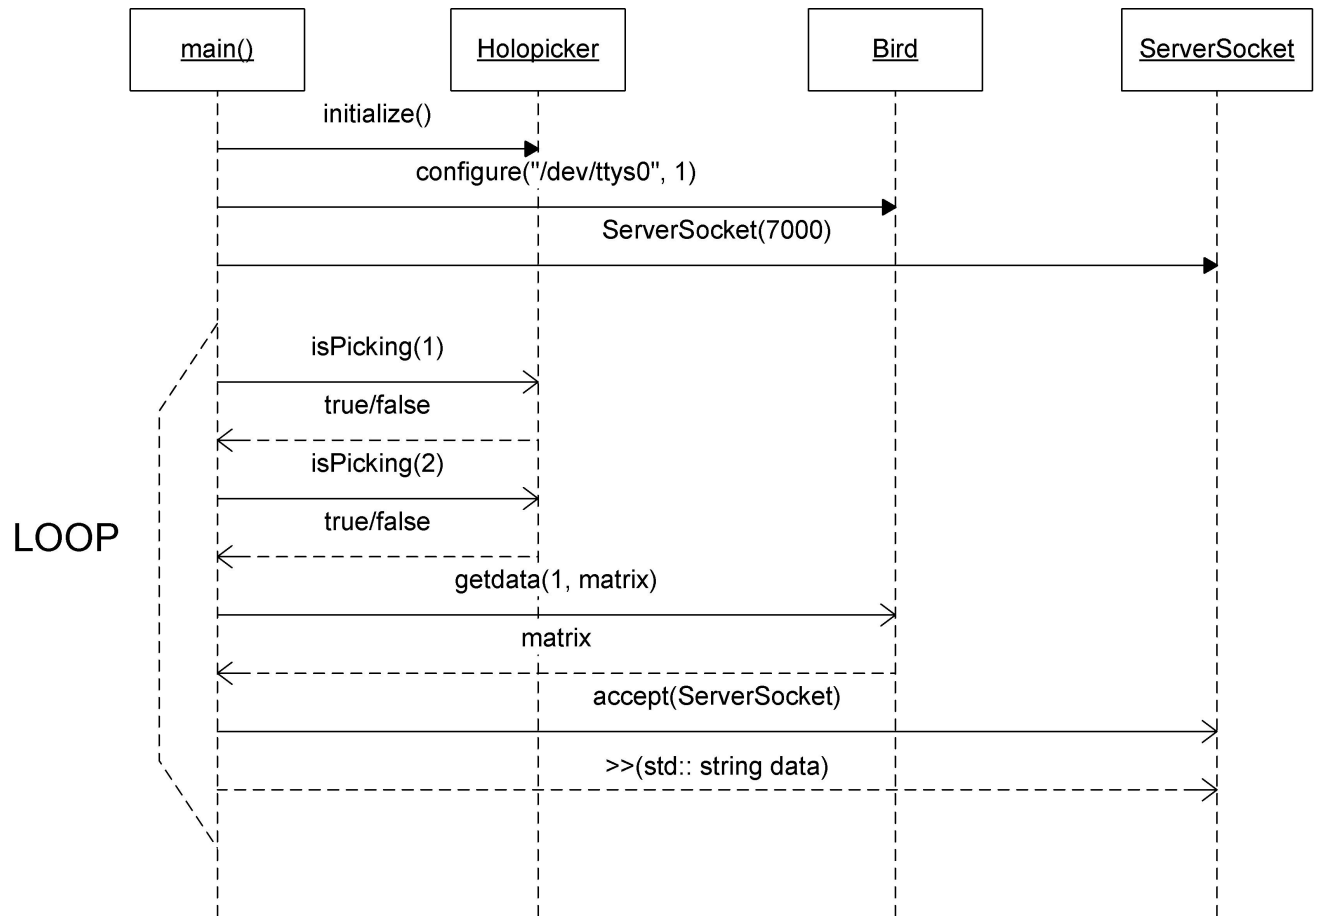 main()
Holopicker
Bird
ServerSocket
initialize()
configure("/dev/ttys0", 1)
ServerSocket(7000)
isPicking(1)
true/false
isPicking(2)
true/false
LOOP
getdata(1, matrix)
matrix
accept(ServerSocket)
>>(std:: string data)